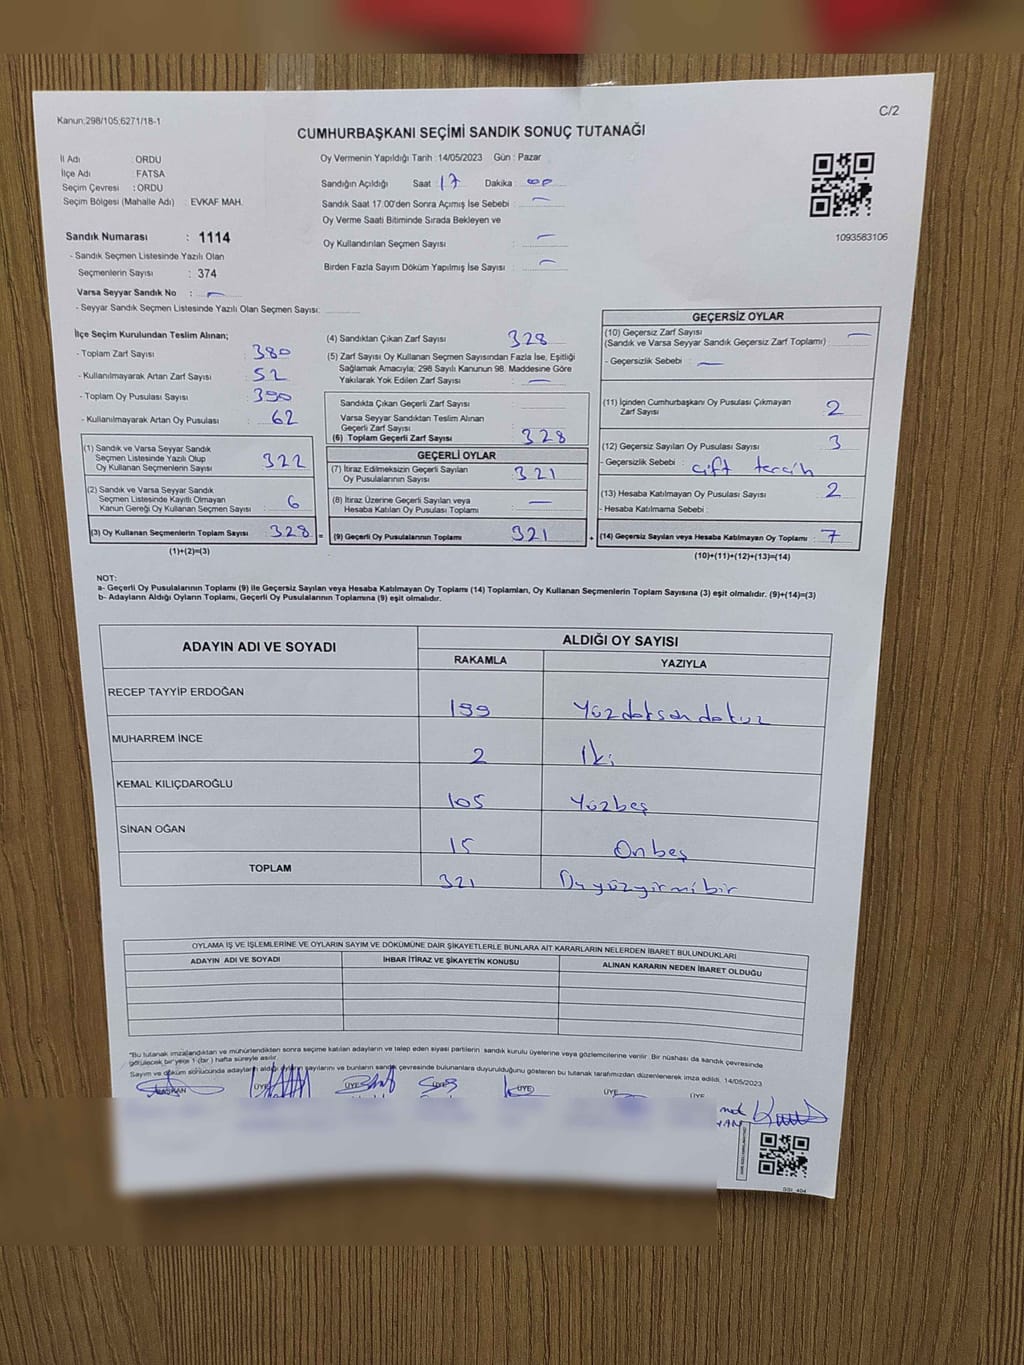 Kanun;298/105;6271/18-1
C/2
CUMHURBAŞKANI SEÇİMİ SANDIK SONUÇ TUTANAĞI
İl Adı : ORDU
İlçe Adı : FATSA
Seçim Çevresi : ORDU
Seçim Bölgesi (Mahalle Adı) : EVKAF MAH.
Oy Vermenin Yapıldığı Tarih : 14/05/2023 Gün : Pazar
Sandığın Açıldığı Saat : 17 Dakika : 00
Sandık Saat 17.00'den Sonra Açımış İse Sebebi : —
Oy Verme Saati Bitiminde Sırada Bekleyen ve
Oy Kullandırılan Seçmen Sayısı : —
Birden Fazla Sayım Döküm Yapılmış İse Sayısı : —
1093583106
Sandık Numarası : 1114
- Sandık Seçmen Listesinde Yazılı Olan
Seçmenlerin Sayısı : 374
Varsa Seyyar Sandık No : —
- Seyyar Sandık Seçmen Listesinde Yazılı Olan Seçmen Sayısı:
İlçe Seçim Kurulundan Teslim Alınan;
- Toplam Zarf Sayısı : 380
- Kullanılmayarak Artan Zarf Sayısı : 52
- Toplam Oy Pusulası Sayısı : 390
- Kullanılmayarak Artan Oy Pusulası : 62
(1) Sandık ve Varsa Seyyar Sandık
Seçmen Listesinde Yazılı Olup
Oy Kullanan Seçmenlerin Sayısı : 322
(2) Sandık ve Varsa Seyyar Sandık
Seçmen Listesinde Kayıtlı Olmayan
Kanun Gereği Oy Kullanan Seçmen Sayısı : 6
(3) Oy Kullanan Seçmenlerin Toplam Sayısı : 328
(1)+(2)=(3)
(4) Sandıktan Çıkan Zarf Sayısı : 328
(5) Zarf Sayısı Oy Kullanan Seçmen Sayısından Fazla İse, Eşitliği
Sağlamak Amacıyla; 298 Sayılı Kanunun 98. Maddesine Göre
Yakılarak Yok Edilen Zarf Sayısı : —
Sandıkta Çıkan Geçerli Zarf Sayısı :
Varsa Seyyar Sandıktan Teslim Alınan
Geçerli Zarf Sayısı :
(6) Toplam Geçerli Zarf Sayısı : 328
GEÇERLİ OYLAR
(7) İtiraz Edilmeksizin Geçerli Sayılan
Oy Pusulalarının Sayısı : 321
(8) İtiraz Üzerine Geçerli Sayılan veya
Hesaba Katılan Oy Pusulası Toplamı : —
= (9) Geçerli Oy Pusulalarının Toplamı : 321
GEÇERSİZ OYLAR
(10) Geçersiz Zarf Sayısı
(Sandık ve Varsa Seyyar Sandık Geçersiz Zarf Toplamı) : —
- Geçersizlik Sebebi : —
(11) İçinden Cumhurbaşkanı Oy Pusulası Çıkmayan
Zarf Sayısı : 2
(12) Geçersiz Sayılan Oy Pusulası Sayısı : 3
- Geçersizlik Sebebi : çift tercih
(13) Hesaba Katılmayan Oy Pusulası Sayısı : 2
- Hesaba Katılmama Sebebi :
+ (14) Geçersiz Sayılan veya Hesaba Katılmayan Oy Toplamı : 7
(10)+(11)+(12)+(13)=(14)
NOT:
a- Geçerli Oy Pusulalarının Toplamı (9) ile Geçersiz Sayılan veya Hesaba Katılmayan Oy Toplamı (14) Toplamları, Oy Kullanan Seçmenlerin Toplam Sayısına (3) eşit olmalıdır. (9)+(14)=(3)
b- Adayların Aldığı Oyların Toplamı, Geçerli Oy Pusulalarının Toplamına (9) eşit olmalıdır.
ADAYIN ADI VE SOYADI
ALDIĞI OY SAYISI
RAKAMLA YAZIYLA
RECEP TAYYİP ERDOĞAN 199 Yüzdoksandokuz
MUHARREM İNCE 2 İki
KEMAL KILIÇDAROĞLU 105 Yüzbeş
SİNAN OĞAN 15 Onbeş
TOPLAM 321 Üçyüzyirmibir
OYLAMA İŞ VE İŞLEMLERİNE VE OYLARIN SAYIM VE DÖKÜMÜNE DAİR ŞİKAYETLERLE BUNLARA AİT KARARLARIN NELERDEN İBARET BULUNDUKLARI
ADAYIN ADI VE SOYADI İHBAR İTİRAZ VE ŞİKAYETİN KONUSU ALINAN KARARIN NEDEN İBARET OLDUĞU
"Bu tutanak imzalandıktan ve mühürlendikten sonra seçime katılan adayların ve talep eden siyasi partilerin sandık kurulu üyelerine veya gözlemcilerine verilir. Bir nüshası da sandık çevresinde
görülecek bir yere 1 (bir ) hafta süreyle asılır.
Sayım ve döküm sonucunda adayların aldığı oyların sayılarını ve bunların sandık çevresinde bulunanlara duyurulduğunu gösteren bu tutanak tarafımızdan düzenlenerek imza edildi. 14/05/2023
BAŞKAN ÜYE ÜYE ÜYE ÜYE ÜYE ÜYE